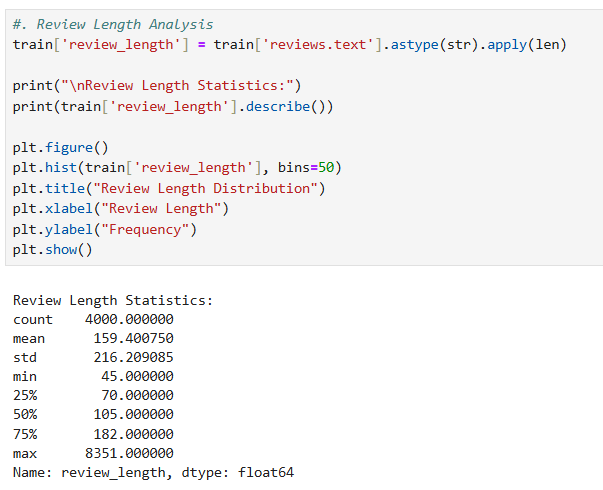 #. Review Length Analysis
train['review_length'] = train['reviews.text'].astype(str).apply(len)
print("\nReview Length Statistics:")
print(train['review_length'].describe())
plt.figure()
plt.hist(train['review_length'], bins=50)
plt.title("Review Length Distribution")
plt.xlabel("Review Length")
plt.ylabel("Frequency")
plt.show()
Review Length Statistics:
count    4000.000000
mean      159.400750
std       216.209085
min        45.000000
25%        70.000000
50%       105.000000
75%       182.000000
max      8351.000000
Name: review_length, dtype: float64